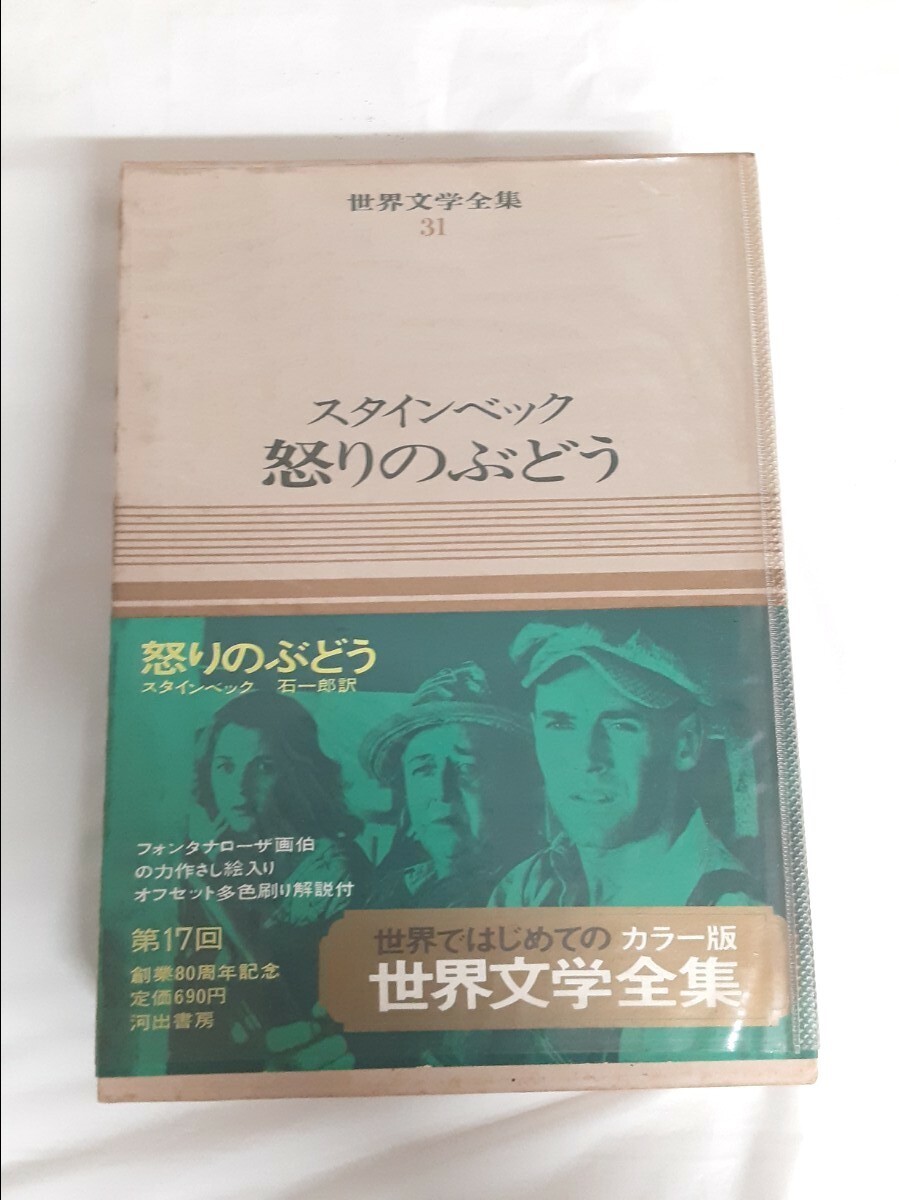 世界文学全集
31
スタインベック
怒りのぶどう
怒りのぶどう
スタインベック 石一郎訳
フォンタナローザ画伯
の力作さし絵入り
オフセット多色刷り解説付
第17回
創業80周年記念
定価690円
河出書房
世界ではじめての カラー版
世界文学全集